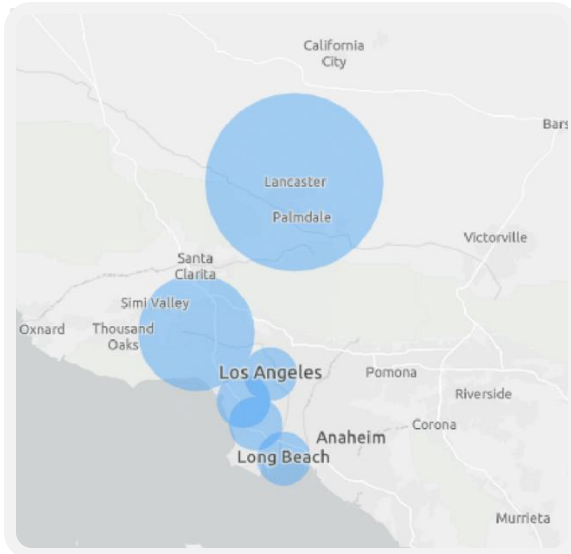 California
City
Bars
Lancaster
Palmdale
Victorville
Santa
Clarita
Simi Valley
Oxnard
Thousand
Oaks
Los Angeles
Pomona
Riverside
Corona
Anaheim
Long Beach
Murrieta